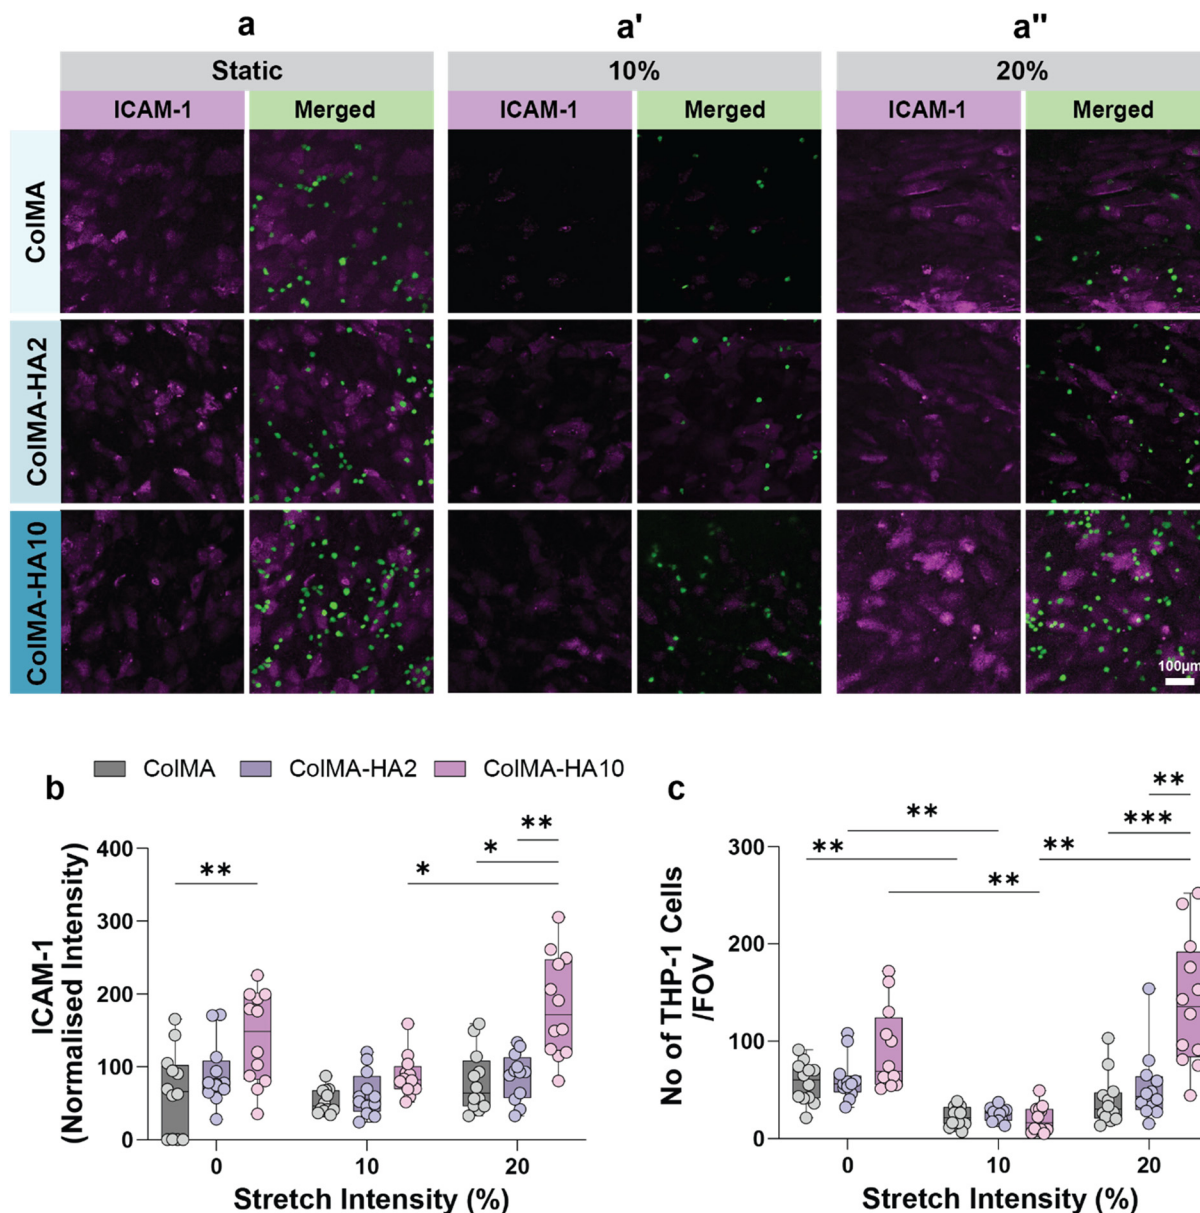 a a' a"
Static 10% 20%
ICAM-1 Merged ICAM-1 Merged ICAM-1 Merged
ColMA
ColMA-HA2
ColMA-HA10
100µm
ColMA ColMA-HA2 ColMA-HA10
b
ICAM-1
(Normalised Intensity)
400
300
200
100
0
** * * **
0 10 20
Stretch Intensity (%)
c
No of THP-1 Cells
/FOV
300
200
100
0
** ** ** ** *** **
0 10 20
Stretch Intensity (%)